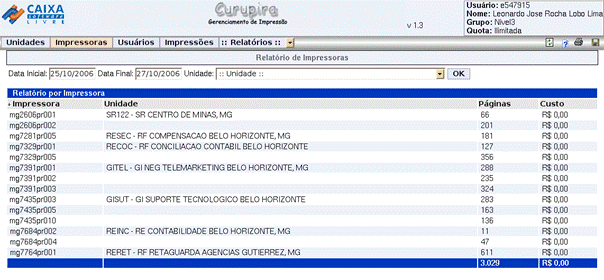 CAIXA
software
LIVRE
Curupira
Gerenciamento de Impressão
v 1.3
Usuário: e547915
Nome: Leonardo Jose Rocha Lobo Lima
Grupo: Nivel3
Quota: Ilimitada
Unidades Impressoras Usuários Impressões :: Relatórios ::
Relatório de Impressoras
Data Inicial: 25/10/2006 Data Final: 27/10/2006 Unidade: :: Unidade :: OK
Relatório por Impressora
Impressora Unidade Páginas Custo
mg2606pr001 SR122 - SR CENTRO DE MINAS, MG 66 R$ 0,00
mg2606pr002 201 R$ 0,00
mg7281pr005 RESEC - RF COMPENSACAO BELO HORIZONTE, MG 181 R$ 0,00
mg7329pr001 RECOC - RF CONCILIACAO CONTABIL BELO HORIZONTE 127 R$ 0,00
mg7329pr005 356 R$ 0,00
mg7391pr001 GITEL - GI NEG TELEMARKETING BELO HORIZONTE, MG 288 R$ 0,00
mg7391pr002 235 R$ 0,00
mg7391pr003 324 R$ 0,00
mg7435pr003 GISUT - GI SUPORTE TECNOLOGICO BELO HORIZONTE 283 R$ 0,00
mg7435pr005 163 R$ 0,00
mg7435pr010 136 R$ 0,00
mg7684pr002 REINC - RE CONTABILIDADE BELO HORIZONTE, MG 11 R$ 0,00
mg7684pr004 47 R$ 0,00
mg7764pr001 RERET - RF RETAGUARDA AGENCIAS GUTIERREZ, MG 611 R$ 0,00
3.029 R$ 0,00